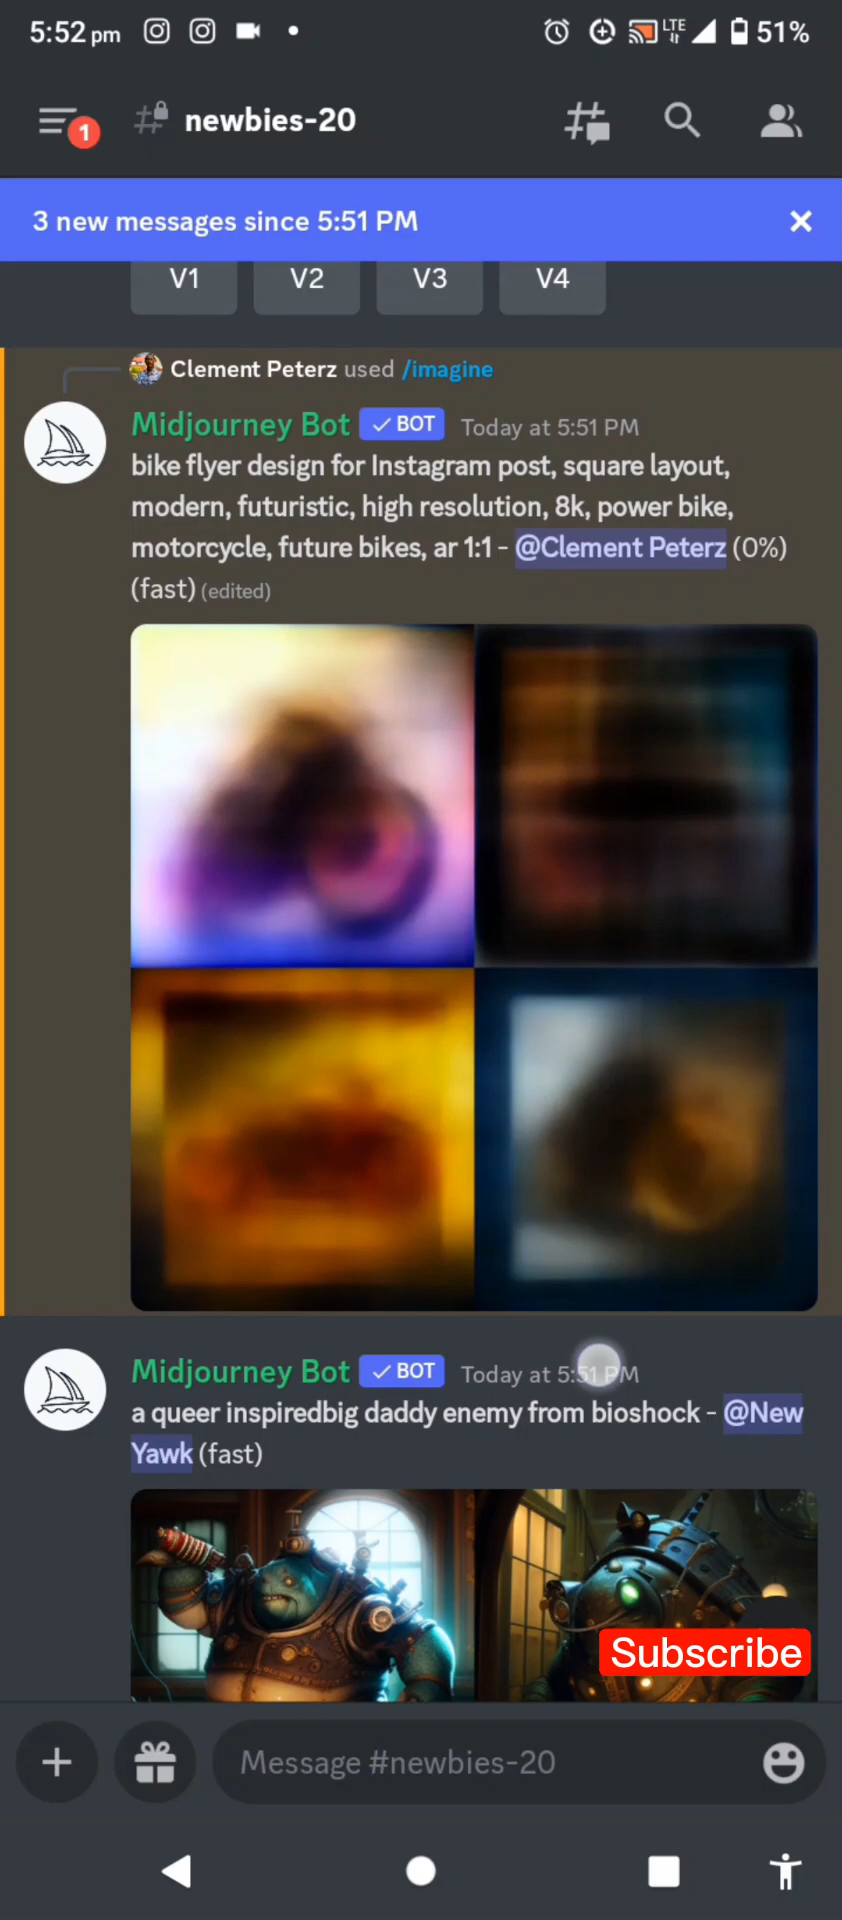 5:52 pm
LTE
51%
1
newbies-20
3 new messages since 5:51 PM
V1 V2 V3 V4
Clement Peterz used /imagine
Midjourney Bot BOT Today at 5:51 PM
bike flyer design for Instagram post, square layout,
modern, futuristic, high resolution, 8k, power bike,
motorcycle, future bikes, ar 1:1 - @Clement Peterz (0%)
(fast) (edited)
Midjourney Bot BOT Today at 5:51 PM
a queer inspiredbig daddy enemy from bioshock - @New
Yawk (fast)
Subscribe
Message #newbies-20